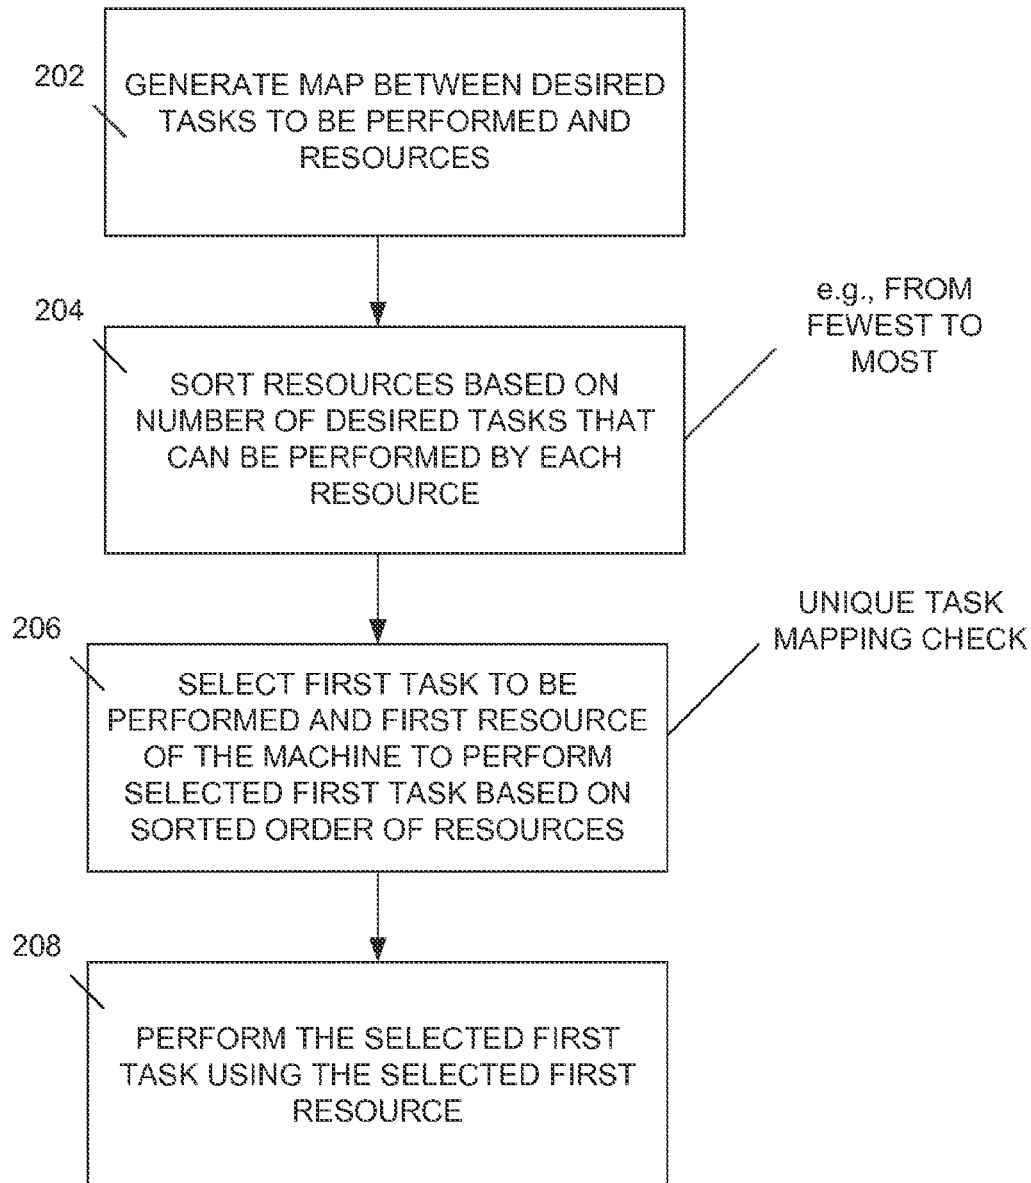 202
GENERATE MAP BETWEEN DESIRED
TASKS TO BE PERFORMED AND
RESOURCES
204
SORT RESOURCES BASED ON
NUMBER OF DESIRED TASKS THAT
CAN BE PERFORMED BY EACH
RESOURCE
e.g., FROM
FEWEST TO
MOST
206
SELECT FIRST TASK TO BE
PERFORMED AND FIRST RESOURCE
OF THE MACHINE TO PERFORM
SELECTED FIRST TASK BASED ON
SORTED ORDER OF RESOURCES
UNIQUE TASK
MAPPING CHECK
208
PERFORM THE SELECTED FIRST
TASK USING THE SELECTED FIRST
RESOURCE